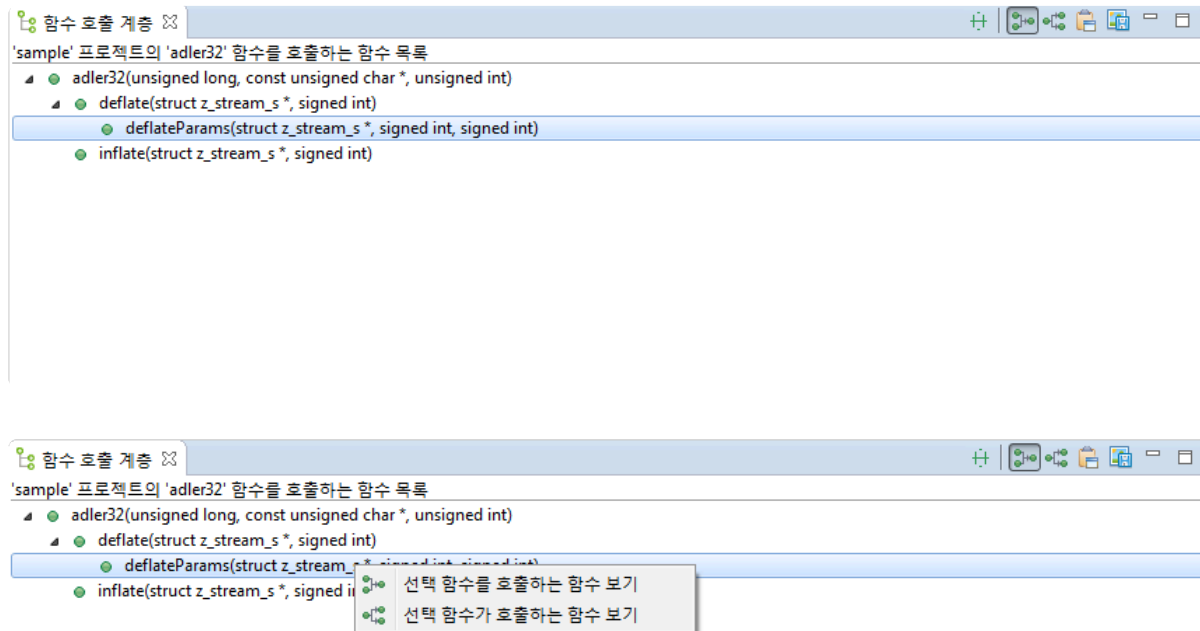 함수 호출 계층
'sample' 프로젝트의 'adler32' 함수를 호출하는 함수 목록
adler32(unsigned long, const unsigned char *, unsigned int)
deflate(struct z_stream_s *, signed int)
deflateParams(struct z_stream_s *, signed int, signed int)
inflate(struct z_stream_s *, signed int)
함수 호출 계층
'sample' 프로젝트의 'adler32' 함수를 호출하는 함수 목록
adler32(unsigned long, const unsigned char *, unsigned int)
deflate(struct z_stream_s *, signed int)
deflateParams(struct z_stream_s *, signed int, signed int)
inflate(struct z_stream_s *, signed
선택 함수를 호출하는 함수 보기
선택 함수가 호출하는 함수 보기